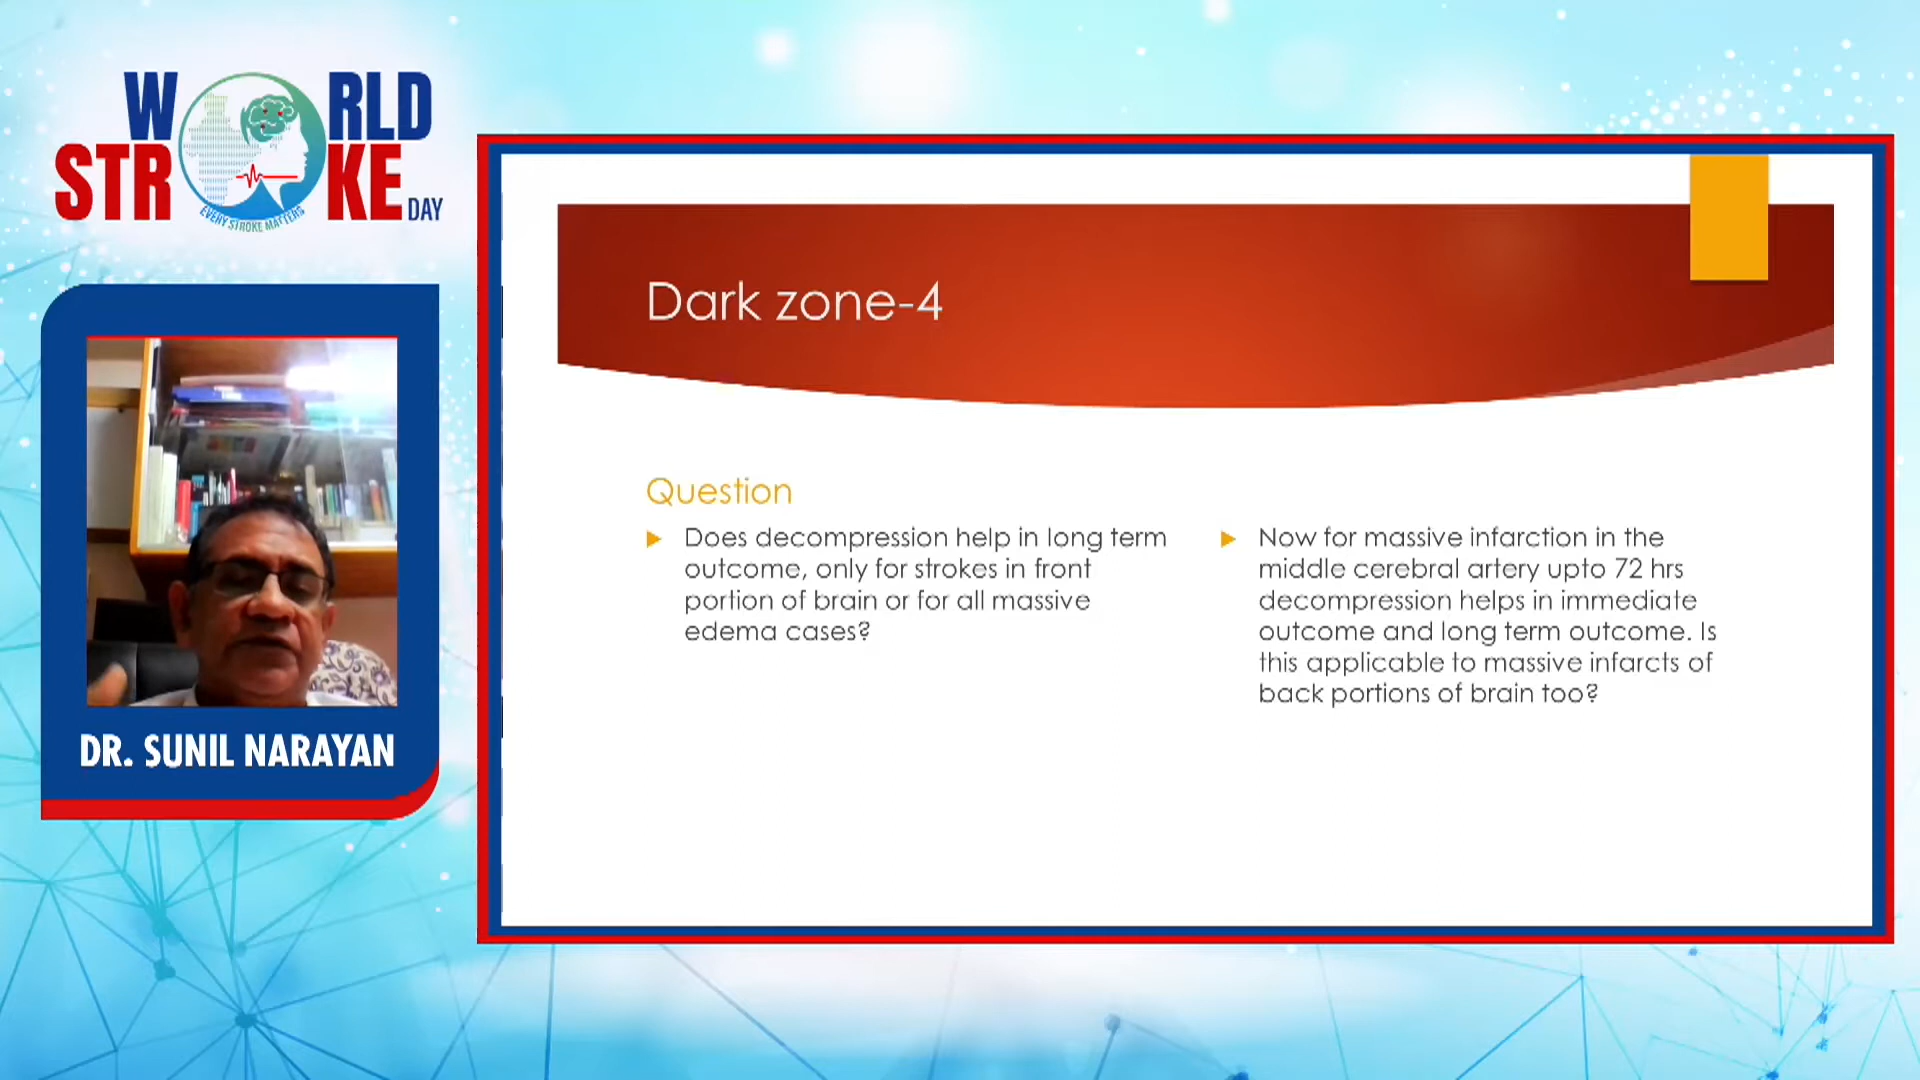 WORLD
STROKE DAY
EVERY STROKE MATTERS
DR. SUNIL NARAYAN
Dark zone-4
Question
Does decompression help in long term
outcome, only for strokes in front
portion of brain or for all massive
edema cases?
Now for massive infarction in the
middle cerebral artery upto 72 hrs
decompression helps in immediate
outcome and long term outcome. Is
this applicable to massive infarcts of
back portions of brain too?